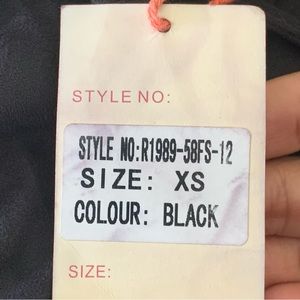 STYLE NO:
STYLE NO:R1989-58FS-12
SIZE: XS
COLOUR: BLACK
SIZE: